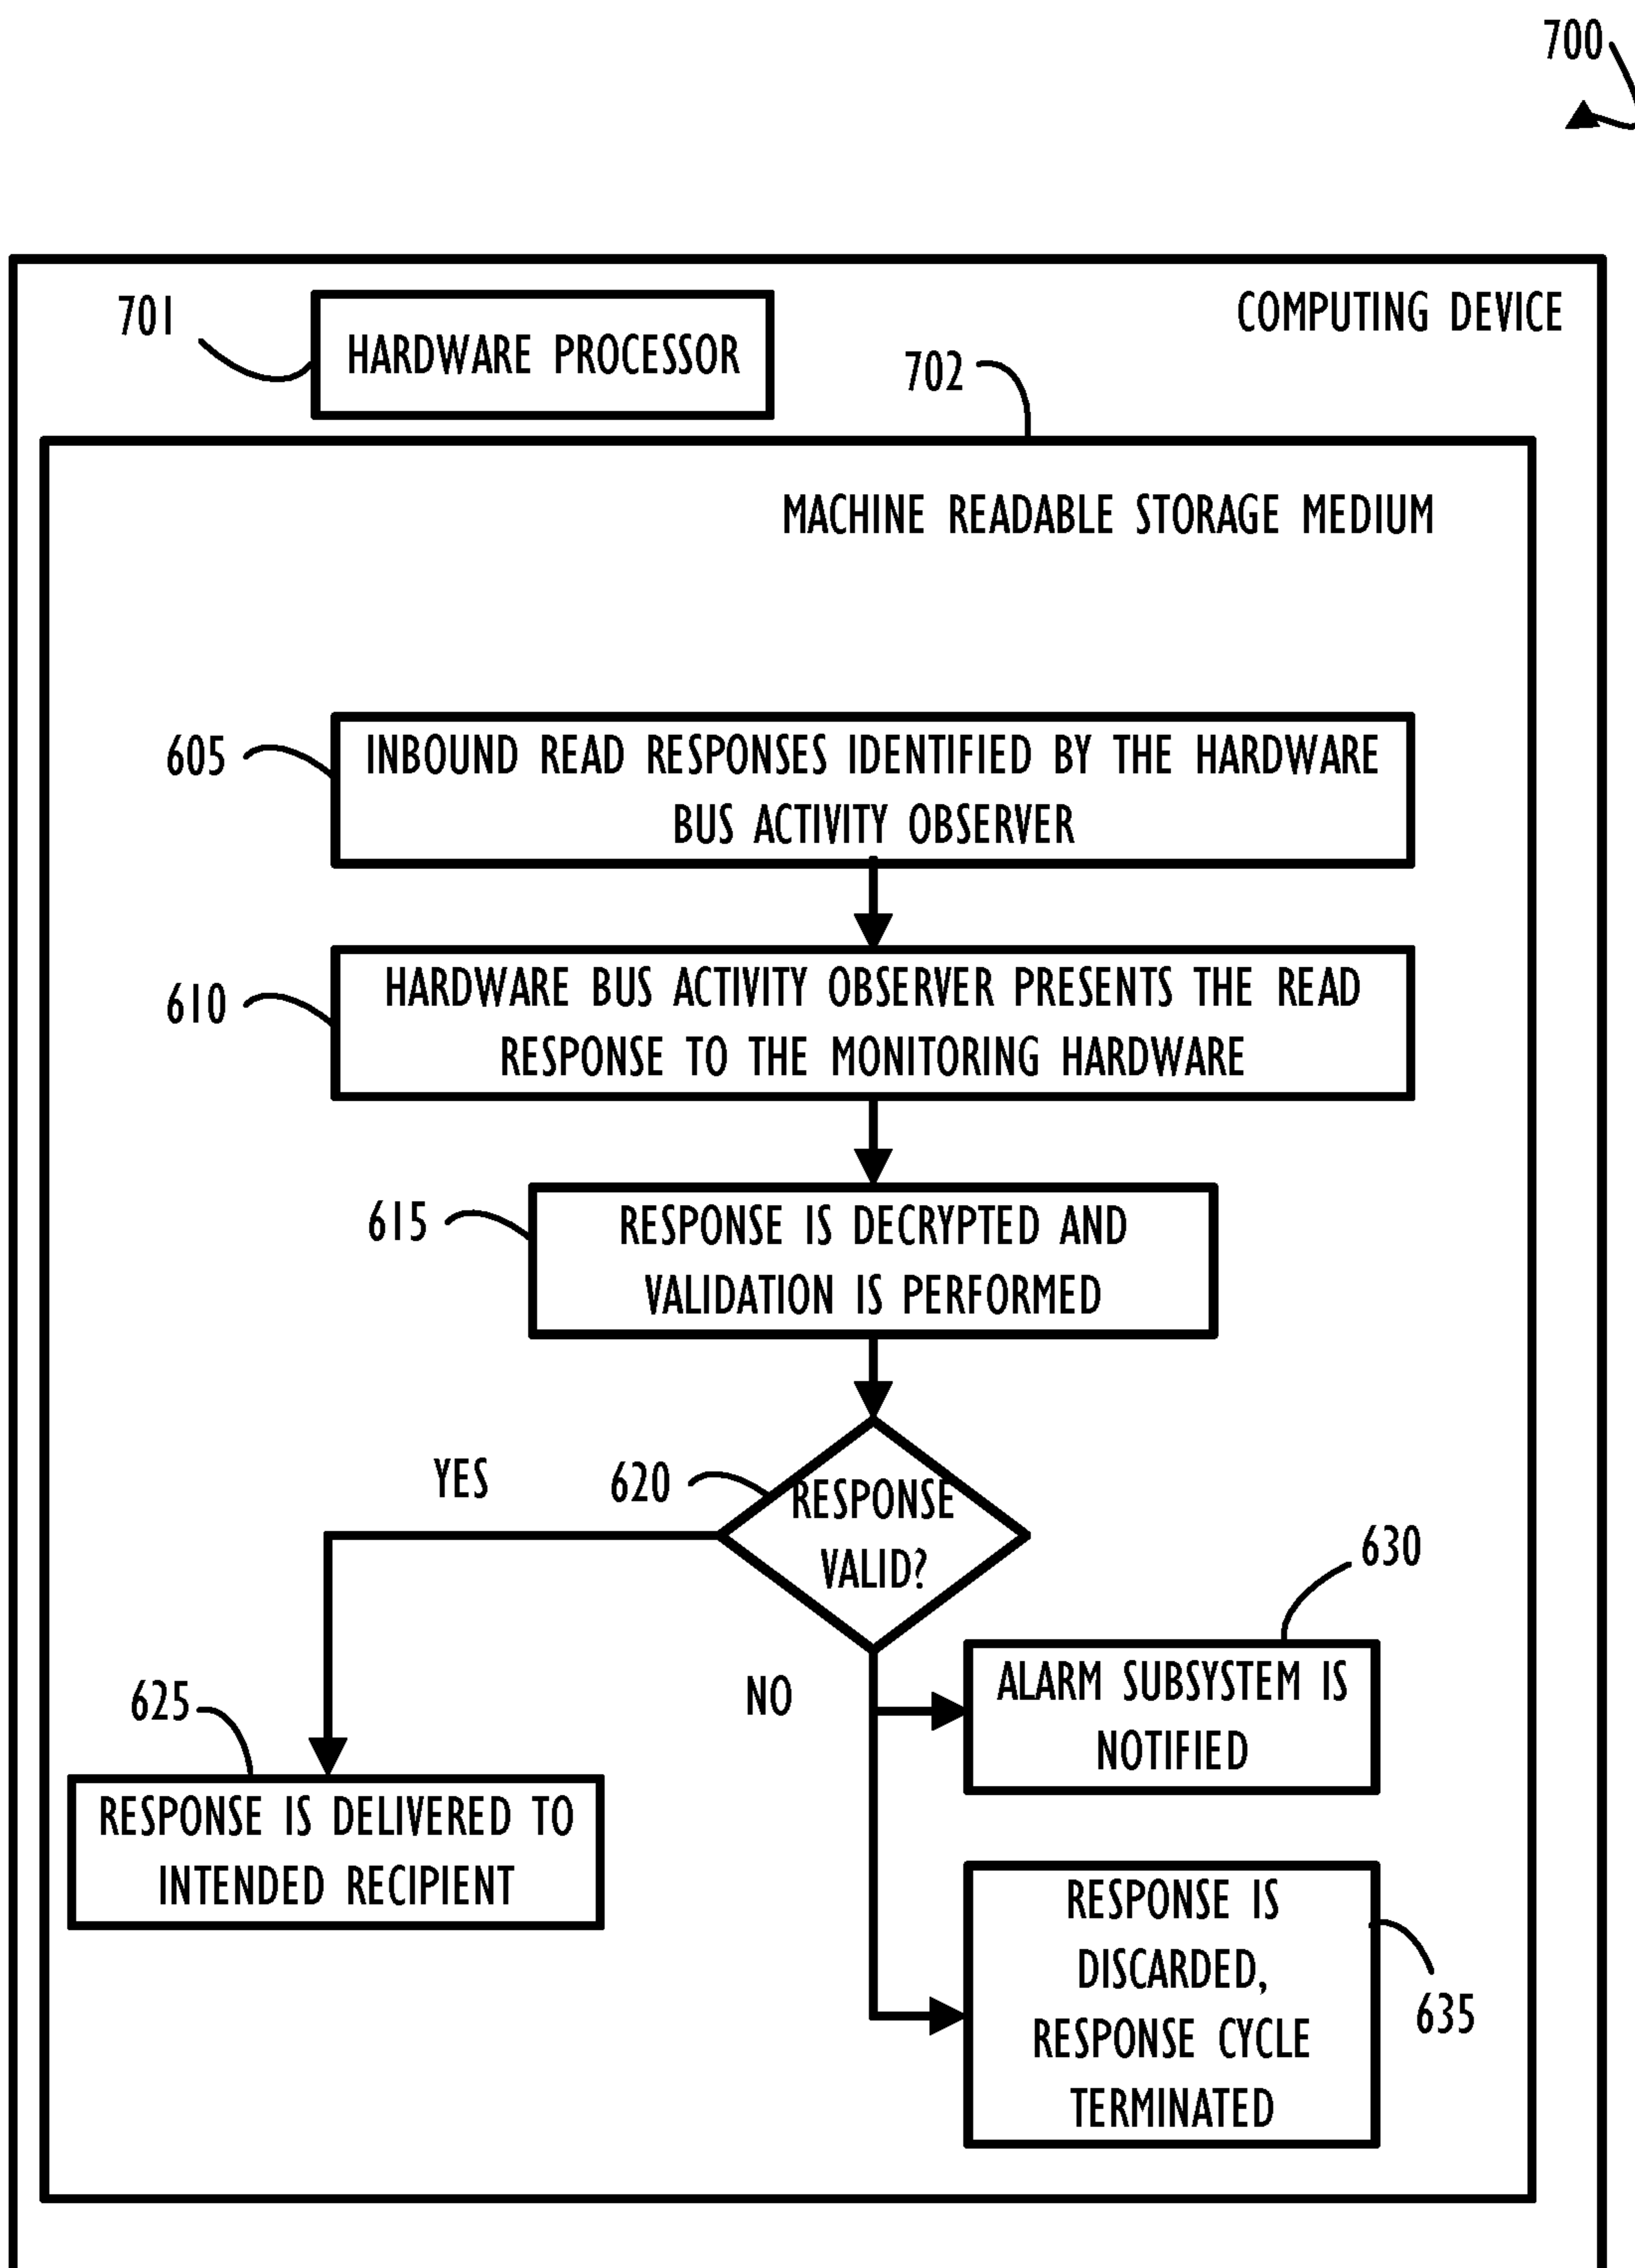 700
COMPUTING DEVICE
701
HARDWARE PROCESSOR
702
MACHINE READABLE STORAGE MEDIUM
605
INBOUND READ RESPONSES IDENTIFIED BY THE HARDWARE
BUS ACTIVITY OBSERVER
610
HARDWARE BUS ACTIVITY OBSERVER PRESENTS THE READ
RESPONSE TO THE MONITORING HARDWARE
615
RESPONSE IS DECRYPTED AND
VALIDATION IS PERFORMED
YES
620
RESPONSE
VALID?
NO
630
ALARM SUBSYSTEM IS
NOTIFIED
625
RESPONSE IS DELIVERED TO
INTENDED RECIPIENT
RESPONSE IS
DISCARDED,
RESPONSE CYCLE
TERMINATED
635